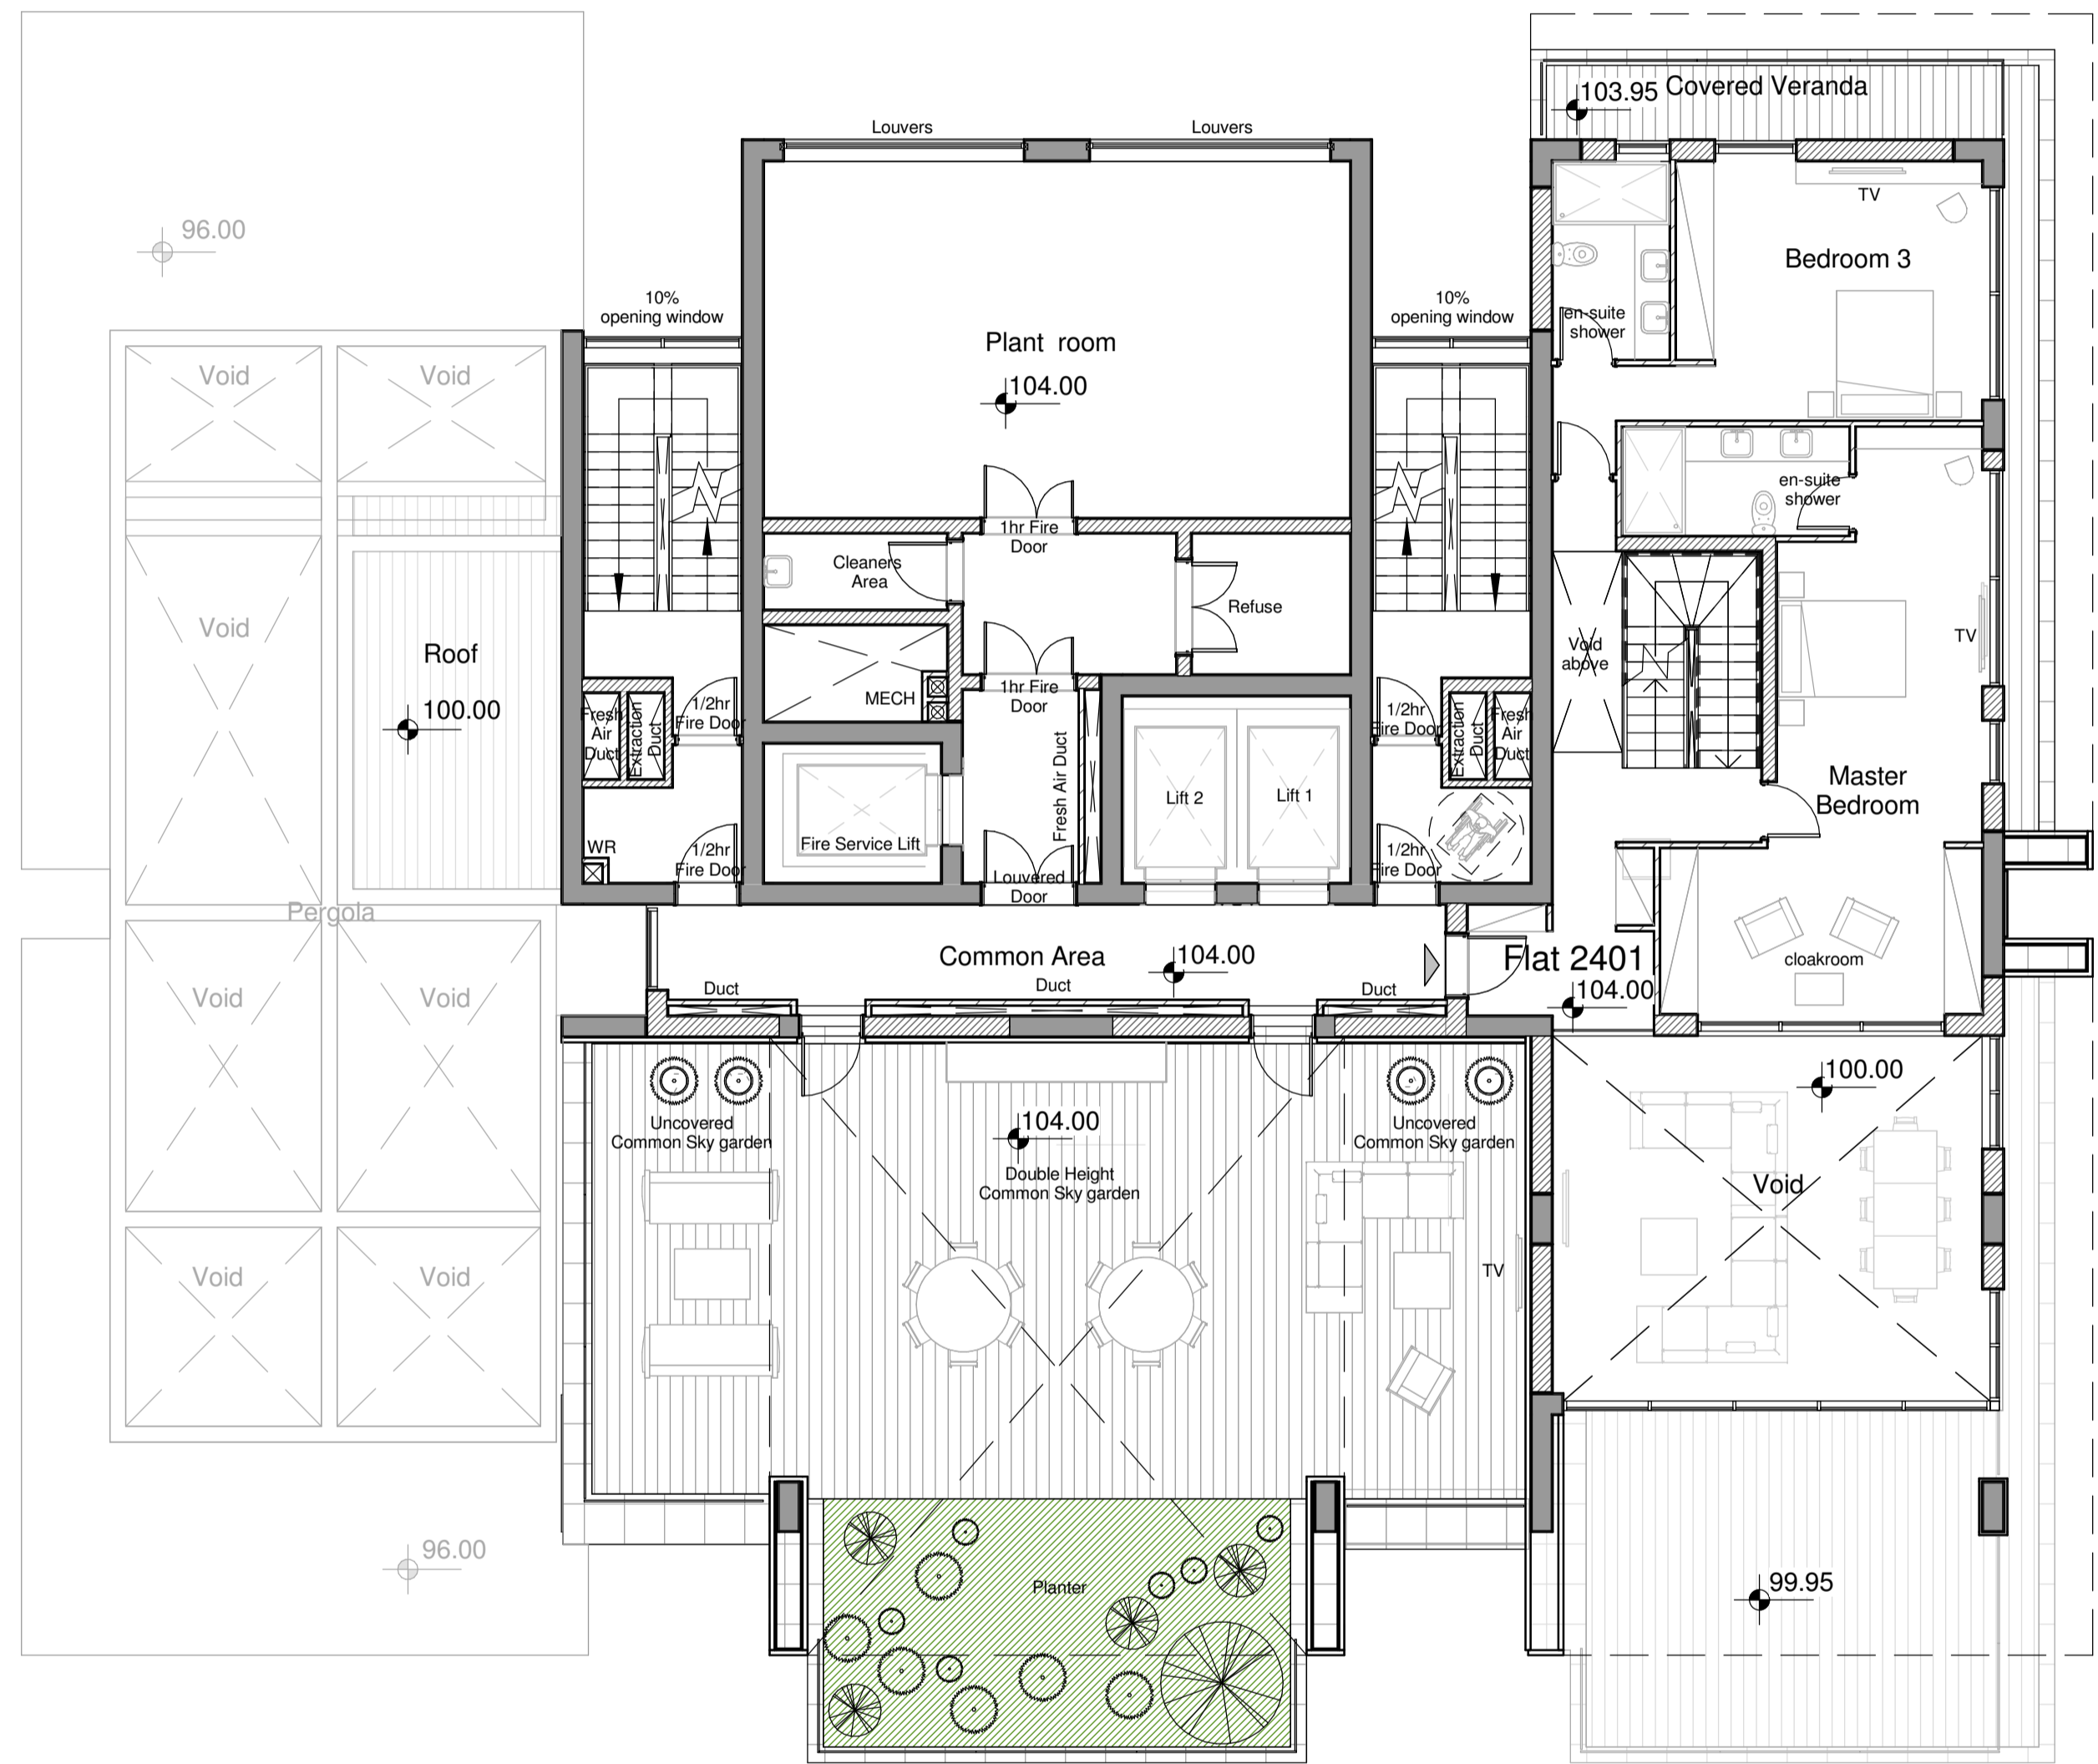 Covered Veranda
103.95
Louvers
Louvers
TV
96.00
Bedroom 3
10%
opening window
10%
opening window
en-suite
shower
Plant room
104.00
Void
Void
en-suite
shower
1hr Fire
Door
Cleaners
Area
Refuse
Void
Roof
100.00
Void
above
TV
MECH
1hr Fire
Door
1/2hr
Fire Door
1/2hr
Fire Door
Fresh
Air
Duct
Extraction
Duct
Extraction
Duct
Fresh
Air
Duct
Fresh Air Duct
Master
Bedroom
Lift 2
Lift 1
WR
1/2hr
Fire Door
Fire Service Lift
1/2hr
Fire Door
Louvered
Door
Pergola
Common Area
104.00
Flat 2401
104.00
cloakroom
Duct
Duct
Duct
Void
Void
100.00
Uncovered
Common Sky garden
104.00
Double Height
Common Sky garden
Uncovered
Common Sky garden
Void
TV
Void
Void
96.00
Planter
99.95